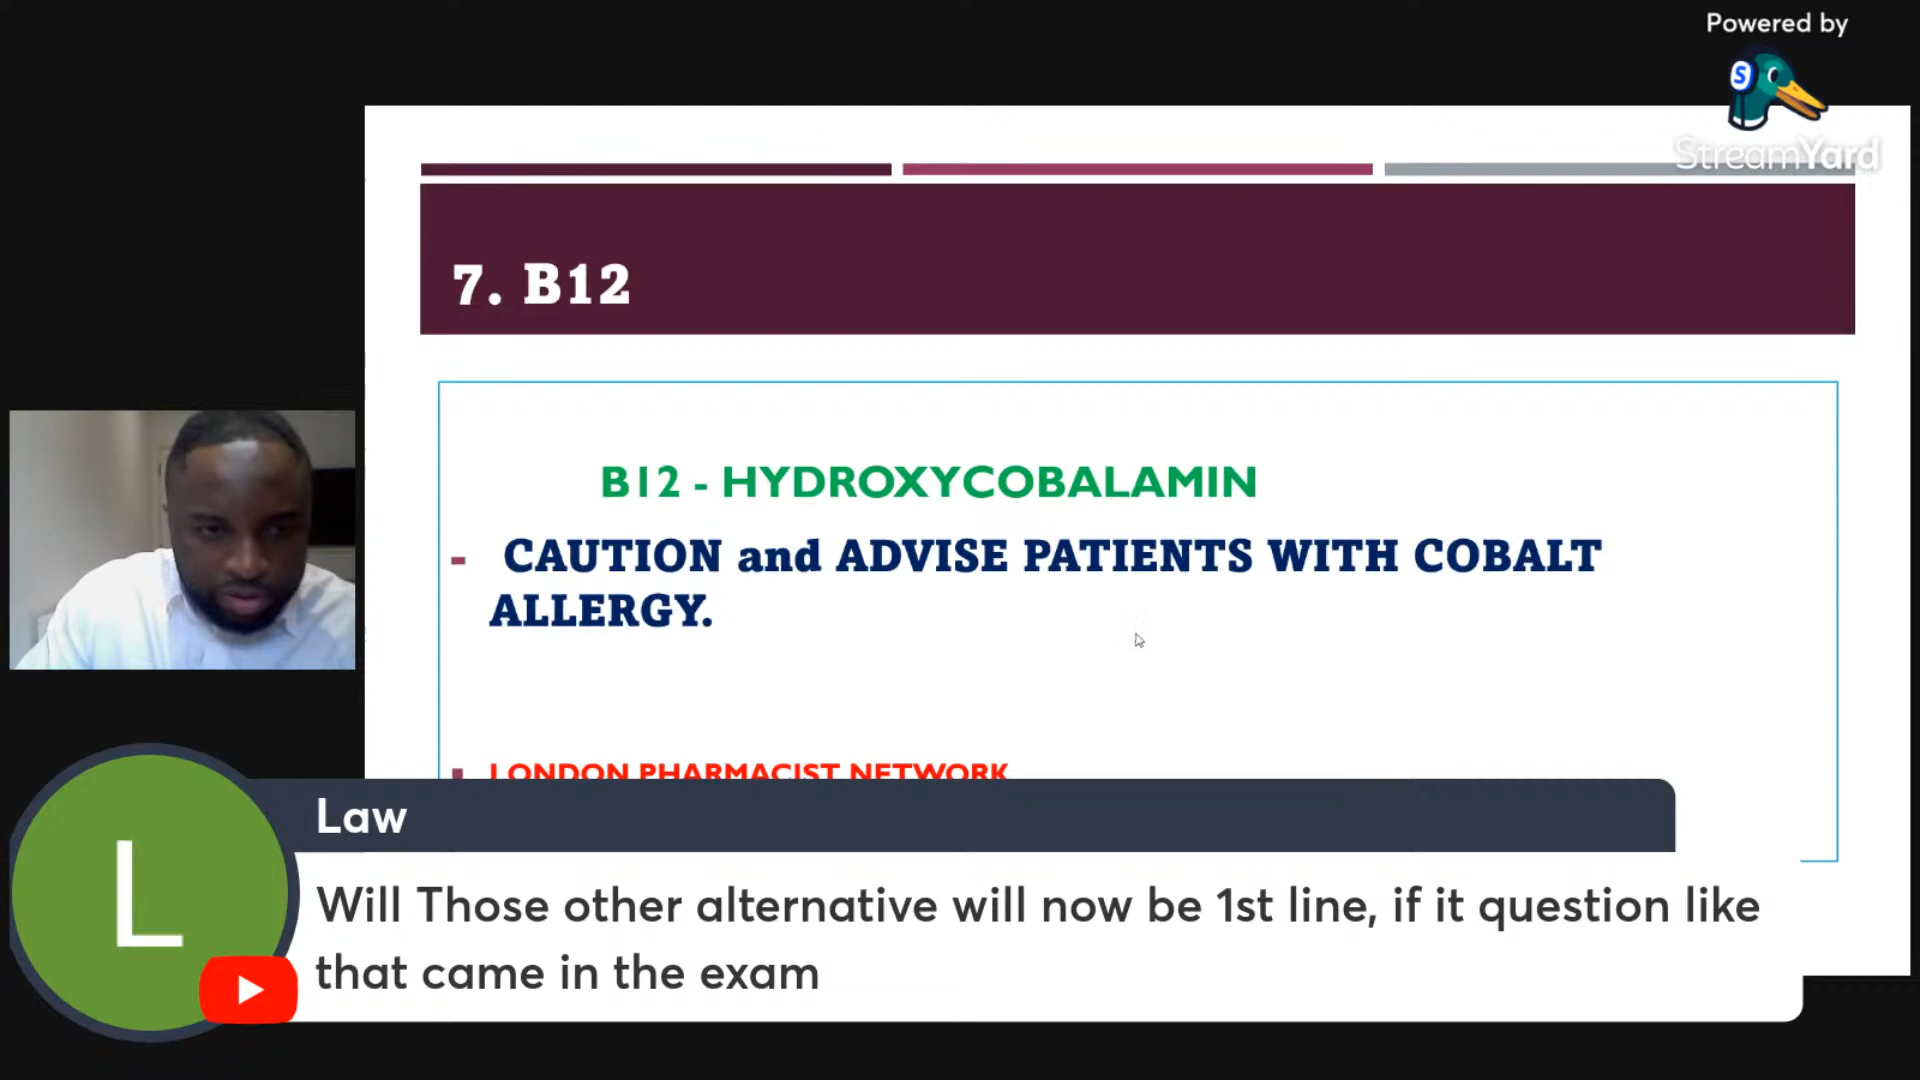 Powered by
S
StreamYard
7. B12
B12 - HYDROXYCOBALAMIN
- CAUTION and ADVISE PATIENTS WITH COBALT
ALLERGY.
LONDON PHARMACIST NETWORK
L
Law
Will Those other alternative will now be 1st line, if it question like
that came in the exam